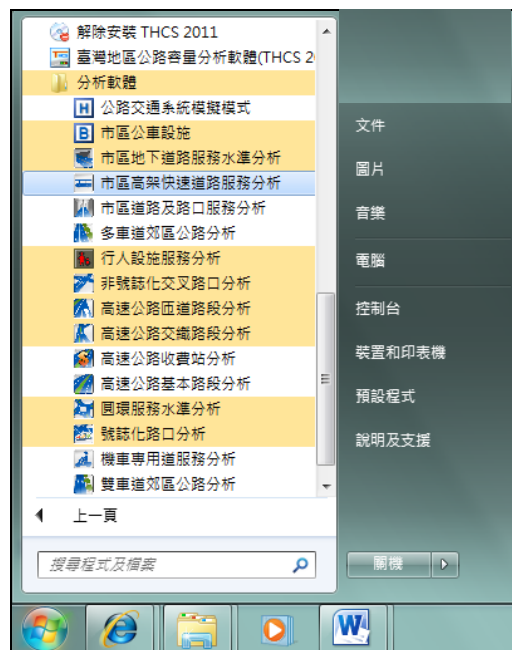 解除安裝 THCS 2011
臺灣地區公路容量分析軟體(THCS 2
分析軟體
公路交通系統模擬模式
市區公車設施
市區地下道路服務水準分析
市區高架快速道路服務分析
市區道路及路口服務分析
多車道郊區公路分析
行人設施服務分析
非號誌化交叉路口分析
高速公路匝道路段分析
高速公路交織路段分析
高速公路收費站分析
高速公路基本路段分析
圓環服務水準分析
號誌化路口分析
機車專用道服務分析
雙車道郊區公路分析
上一頁
搜尋程式及檔案
文件
圖片
音樂
電腦
控制台
裝置和印表機
預設程式
說明及支援
關機